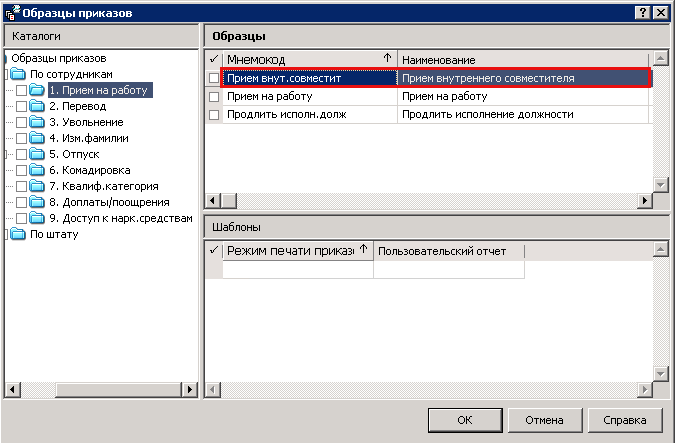 Образцы приказов
Каталоги
Образцы приказов
По сотрудникам
1. Прием на работу
2. Перевод
3. Увольнение
4. Изм.фамилии
5. Отпуск
6. Комадировка
7. Квалиф.категория
8. Доплаты/поощрения
9. Доступ к нарк.средствам
По штату
Образцы
✓ Мнемокод ↑ Наименование
Прием внут.совместит Прием внутреннего совместителя
Прием на работу Прием на работу
Продлить исполн.долж Продлить исполнение должности
Шаблоны
✓ Режим печати приказ ↑ Пользовательский отчет
ОК Отмена Справка